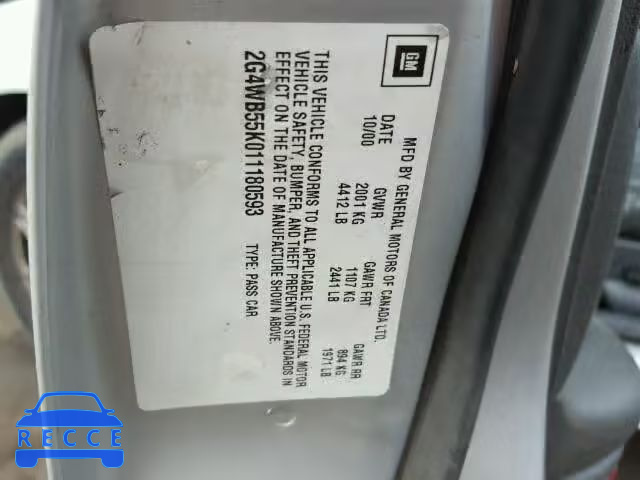 GM
MFD BY GENERAL MOTORS OF CANADA LTD.
DATE GVWR GAWR FRT GAWR RR
10/00 2001 KG 1107 KG 894 KG
4412 LB 2441 LB 1971 LB
THIS VEHICLE CONFORMS TO ALL APPLICABLE U.S. FEDERAL MOTOR
VEHICLE SAFETY, BUMPER, AND THEFT PREVENTION STANDARDS IN
EFFECT ON THE DATE OF MANUFACTURE SHOWN ABOVE.
2G4WB55K011180593 TYPE: PASS CAR
RECCE